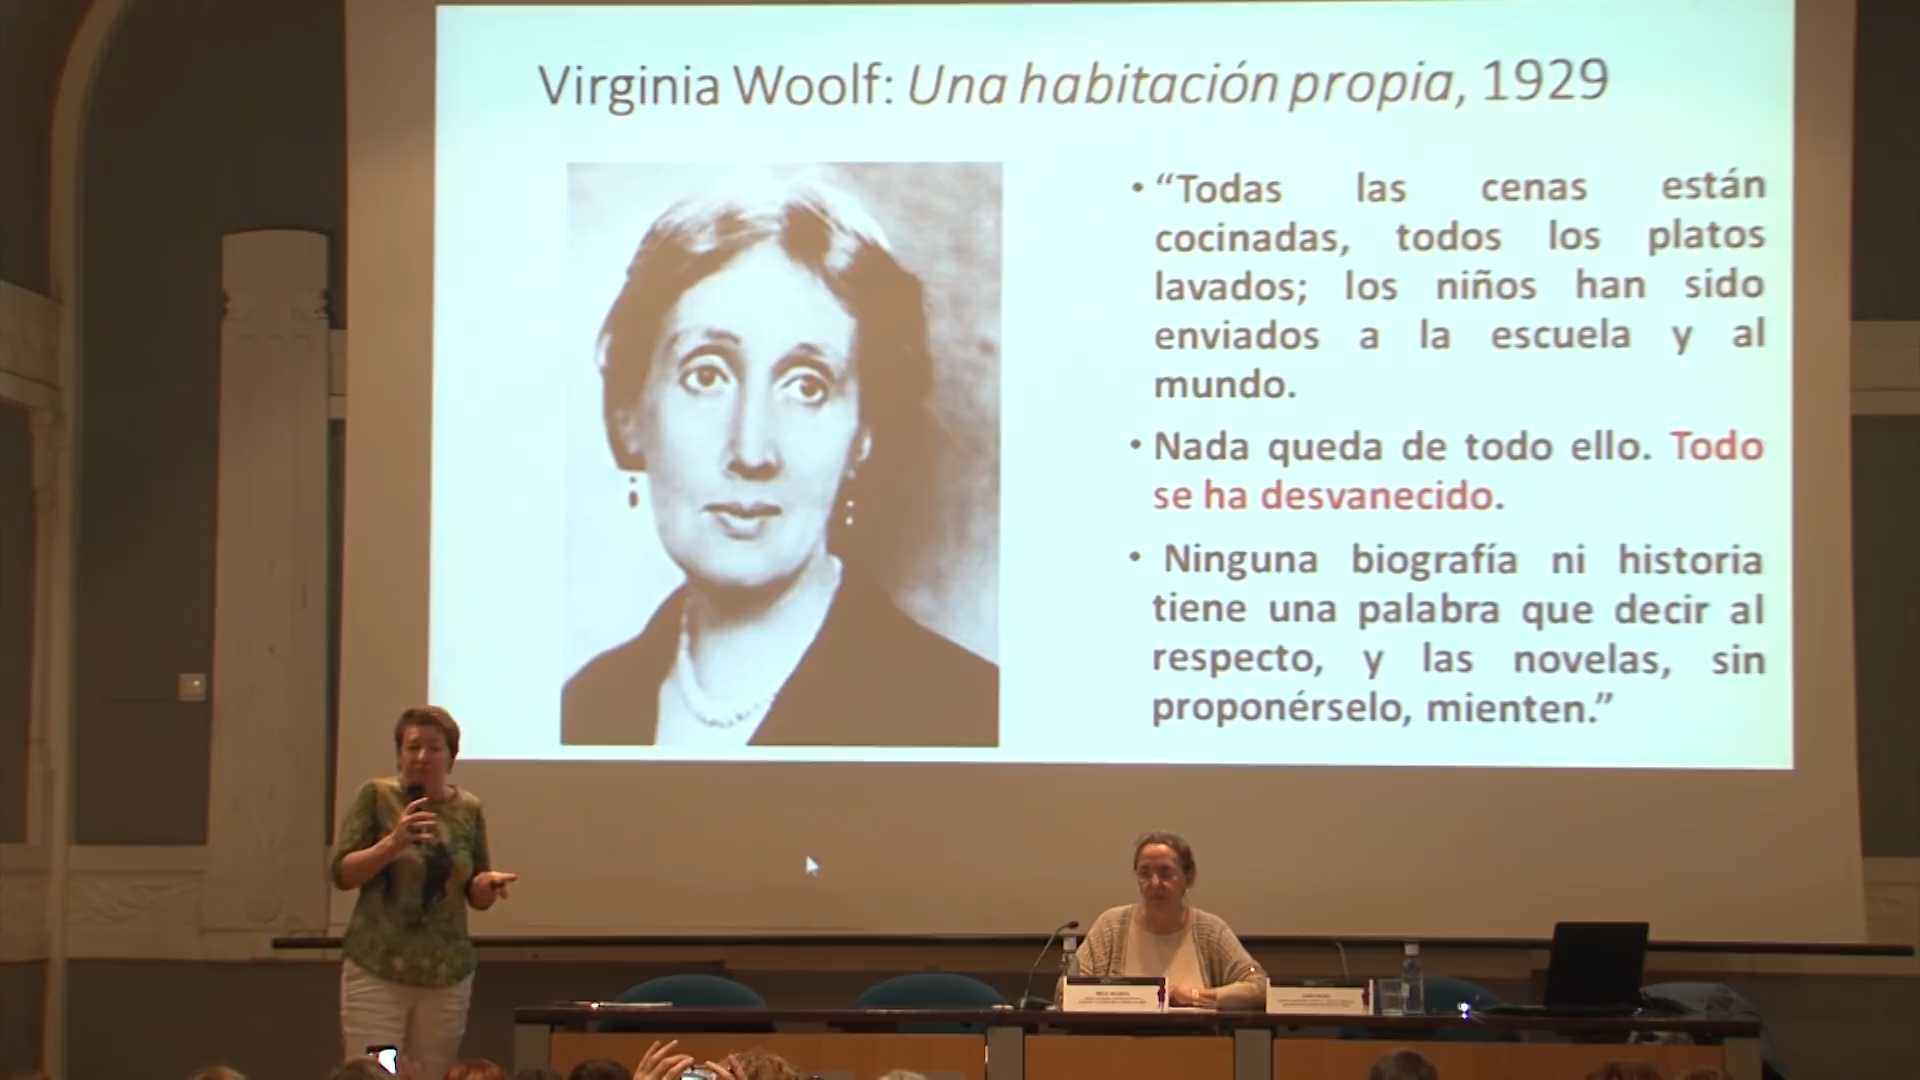 Virginia Woolf: Una habitación propia, 1929
• “Todas las cenas están
cocinadas, todos los platos
lavados; los niños han sido
enviados a la escuela y al
mundo.
• Nada queda de todo ello. Todo
se ha desvanecido.
• Ninguna biografía ni historia
tiene una palabra que decir al
respecto, y las novelas, sin
proponérselo, mienten.”